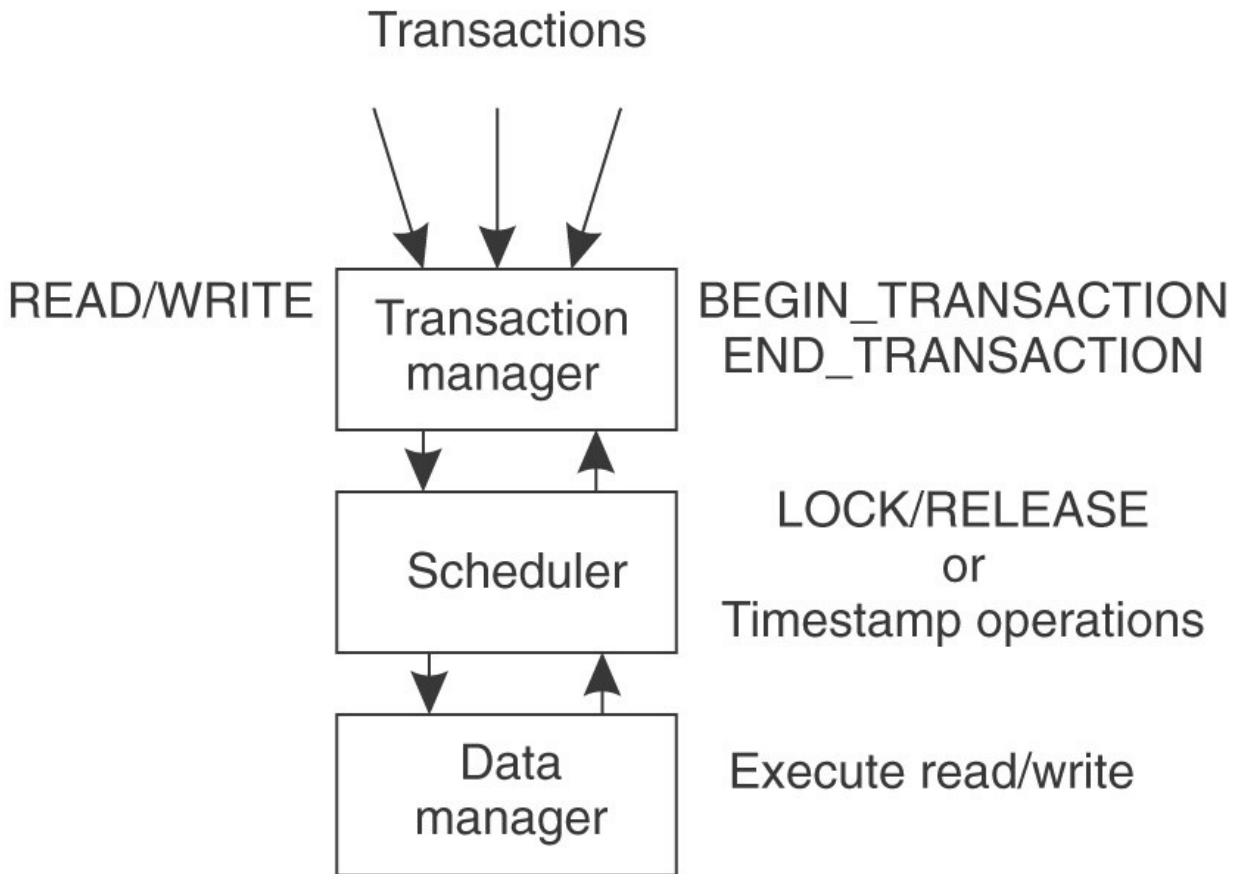 Transactions
READ/WRITE
Transaction
manager
BEGIN_TRANSACTION
END_TRANSACTION
Scheduler
LOCK/RELEASE
or
Timestamp operations
Data
manager
Execute read/write